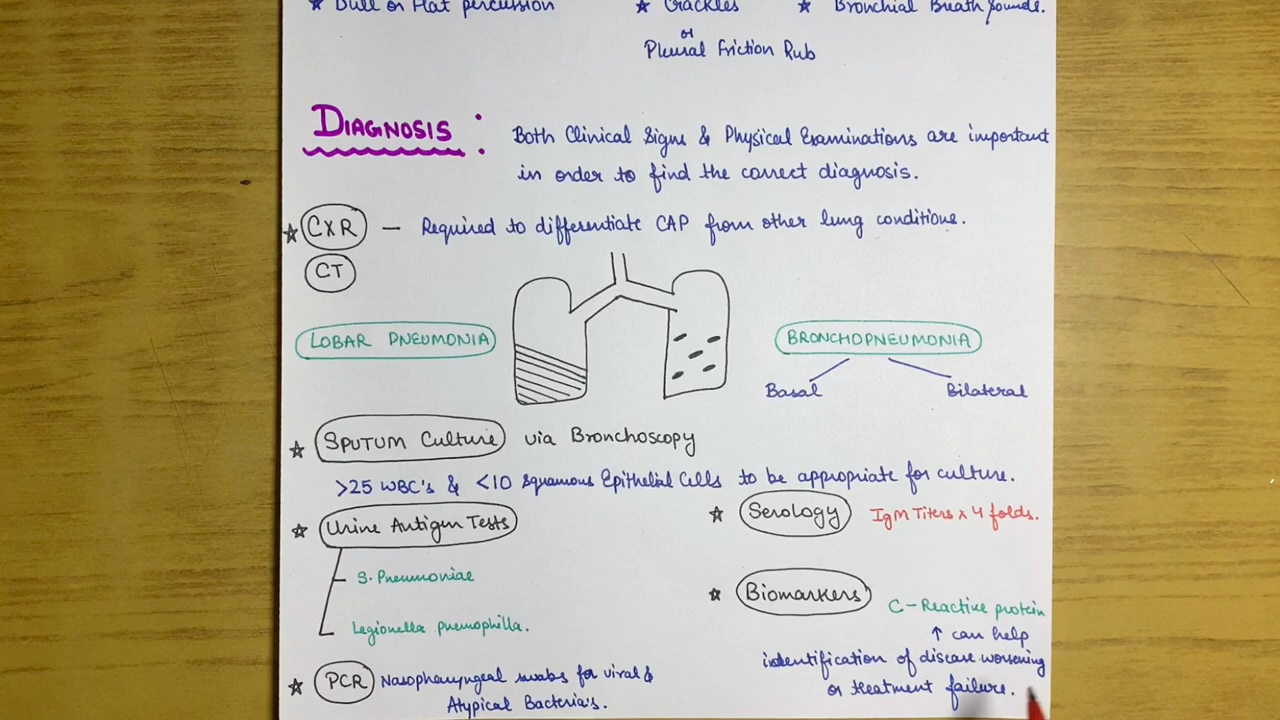 ★ Dull or Flat percussion ★ Crackles ★ Bronchial Breath sounds.
or
Pleural Friction Rub
DIAGNOSIS :
Both Clinical Signs & Physical Examinations are important
in order to find the correct diagnosis.
★ CXR — Required to differentiate CAP from other lung conditions.
CT
LOBAR PNEUMONIA
BRONCHOPNEUMONIA
Basal Bilateral
★ SPUTUM Culture via Bronchoscopy
>25 WBC's & <10 Squamous Epithelial Cells to be appropriate for culture.
★ Urine Antigen Tests
S. Pneumoniae
Legionella pnemophilla.
★ Serology IgM Titers x 4 folds.
★ Biomarkers C-Reactive protein
↑ can help
indentification of disease worsening
or treatment failure.
★ PCR Nasopharyngeal swabs for viral &
Atypical Bacteria's.